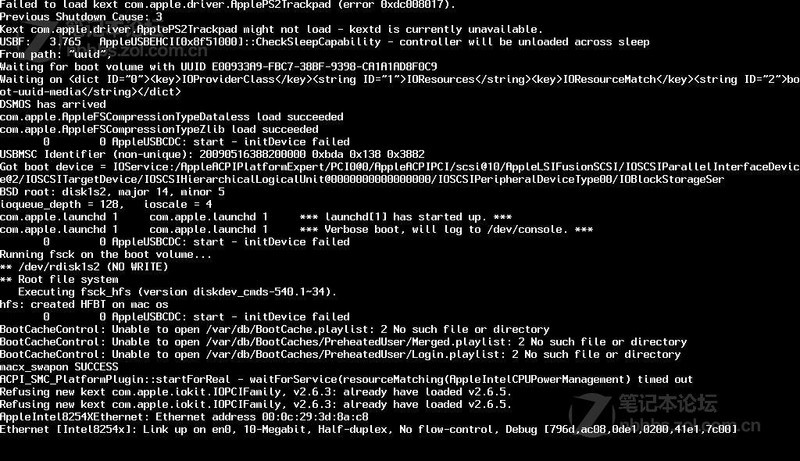 Failed to load kext com.apple.driver.ApplePS2Trackpad (error 0xdc008017).
Previous Shutdown Cause: 3
Kext com.apple.driver.ApplePS2Trackpad might not load - kextd is currently unavailable.
USBF: 3.765 AppleUSBEHCI[0x8f51000]::CheckSleepCapability - controller will be unloaded across sleep
From path: "uuid",
Waiting for boot volume with UUID E00933A9-FBC7-38BF-9398-CA1A1AD8F0C9
Waiting on <dict ID="0"><key>IOProviderClass</key><string ID="1">IOResources</string><key>IOResourceMatch</key><string ID="2">bo
ot-uuid-media</string></dict>
DSMOS has arrived
com.apple.AppleFSCompressionTypeDataless load succeeded
com.apple.AppleFSCompressionTypeZlib load succeeded
0 0 AppleUSBCDC: start - initDevice failed
USBMSC Identifier (non-unique): 20090516388200000 0xbda 0x138 0x3882
Got boot device = IOService:/AppleACPIPlatformExpert/PCI0@0/AppleACPIPCI/scsi@10/AppleLSIFusionSCSI/IOSCSIParallelInterfaceDevic
e@2/IOSCSITargetDevice/IOSCSIHierarchicalLogicalUnit@0000000000000000/IOSCSIPeripheralDeviceType00/IOBlockStorageSer
BSD root: disk1s2, major 14, minor 5
ioqueue_depth = 128, ioscale = 4
com.apple.launchd 1 com.apple.launchd 1 *** launchd[1] has started up. ***
com.apple.launchd 1 com.apple.launchd 1 *** Verbose boot, will log to /dev/console. ***
0 0 AppleUSBCDC: start - initDevice failed
Running fsck on the boot volume...
** /dev/rdisk1s2 (NO WRITE)
** Root file system
Executing fsck_hfs (version diskdev_cmds-540.1~34).
hfs: created HFBT on mac os
0 0 AppleUSBCDC: start - initDevice failed
BootCacheControl: Unable to open /var/db/BootCache.playlist: 2 No such file or directory
BootCacheControl: Unable to open /var/db/BootCaches/PreheatedUser/Merged.playlist: 2 No such file or directory
BootCacheControl: Unable to open /var/db/BootCaches/PreheatedUser/Login.playlist: 2 No such file or directory
macx_swapon SUCCESS
ACPI_SMC_PlatformPlugin::startForReal - waitForService(resourceMatching(AppleIntelCPUPowerManagement) timed out
Refusing new kext com.apple.iokit.IOPCIFamily, v2.6.3: already have loaded v2.6.5.
Refusing new kext com.apple.iokit.IOPCIFamily, v2.6.3: already have loaded v2.6.5.
AppleIntel8254XEthernet: Ethernet address 00:0c:29:3d:8a:c8
Ethernet [Intel8254x]: Link up on en0, 10-Megabit, Half-duplex, No flow-control, Debug [796d,ac08,0de1,0200,41e1,7c00]
笔记本论坛
nbbbs.zol.com.cn